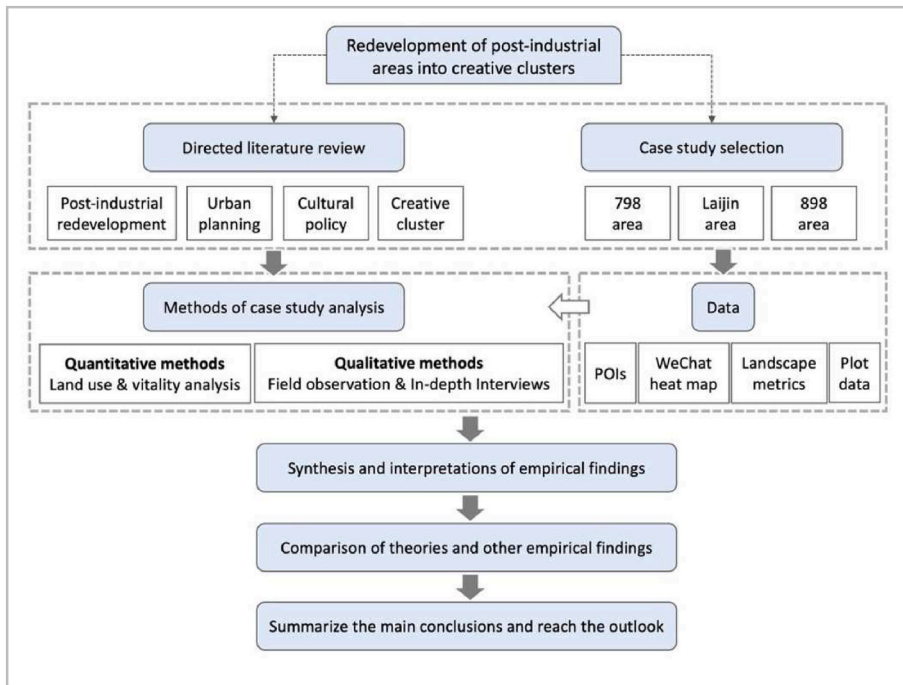 Redevelopment of post-industrial
areas into creative clusters
Directed literature review
Case study selection
Post-industrial
redevelopment
Urban
planning
Cultural
policy
Creative
cluster
798
area
Laijin
area
898
area
Methods of case study analysis
Data
Quantitative methods
Land use & vitality analysis
Qualitative methods
Field observation & In-depth Interviews
POIs
WeChat
heat map
Landscape
metrics
Plot
data
Synthesis and interpretations of empirical findings
Comparison of theories and other empirical findings
Summarize the main conclusions and reach the outlook